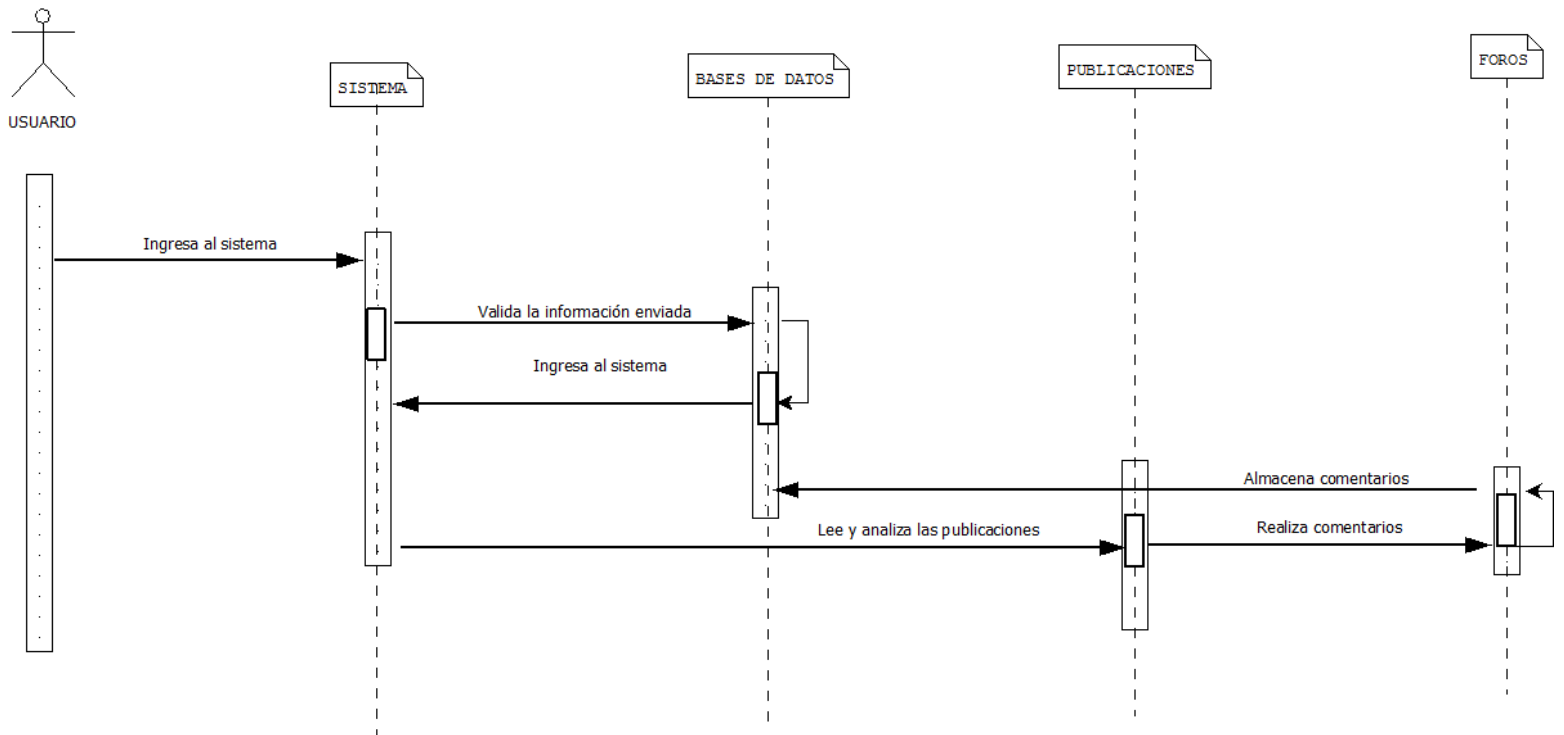 USUARIO
SISTEMA
BASES DE DATOS
PUBLICACIONES
FOROS
Ingresa al sistema
Valida la información enviada
Ingresa al sistema
Almacena comentarios
Lee y analiza las publicaciones
Realiza comentarios